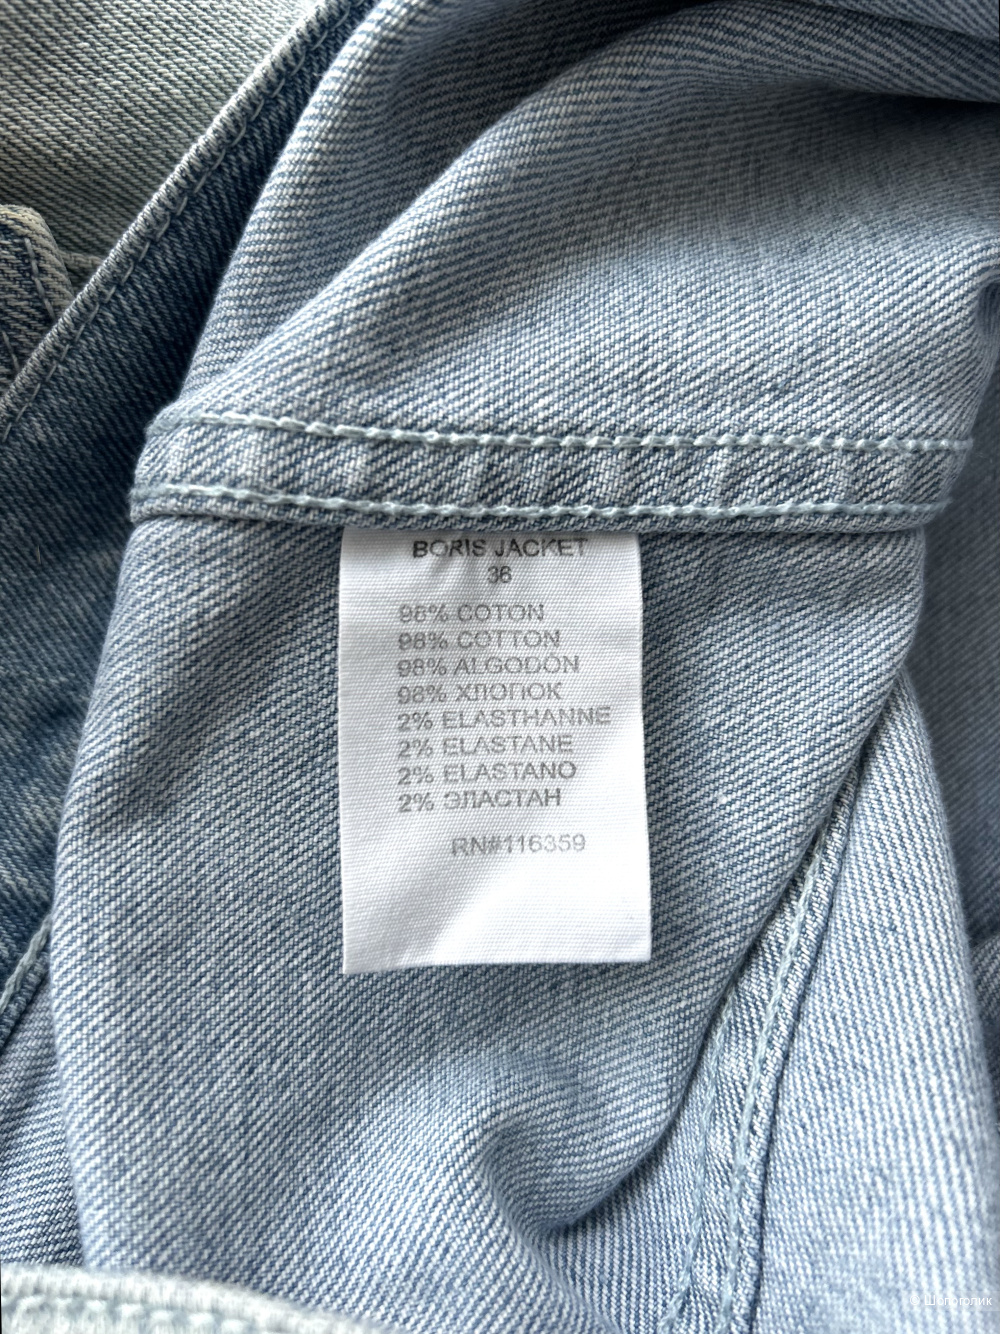 BORIS JACKET
36
98% COTON
98% COTTON
98% ALGODON
98% ХЛОПОК
2% ELASTHANNE
2% ELASTANE
2% ELASTANO
2% ЭЛАСТАН
RN#116359
© Шопоголик